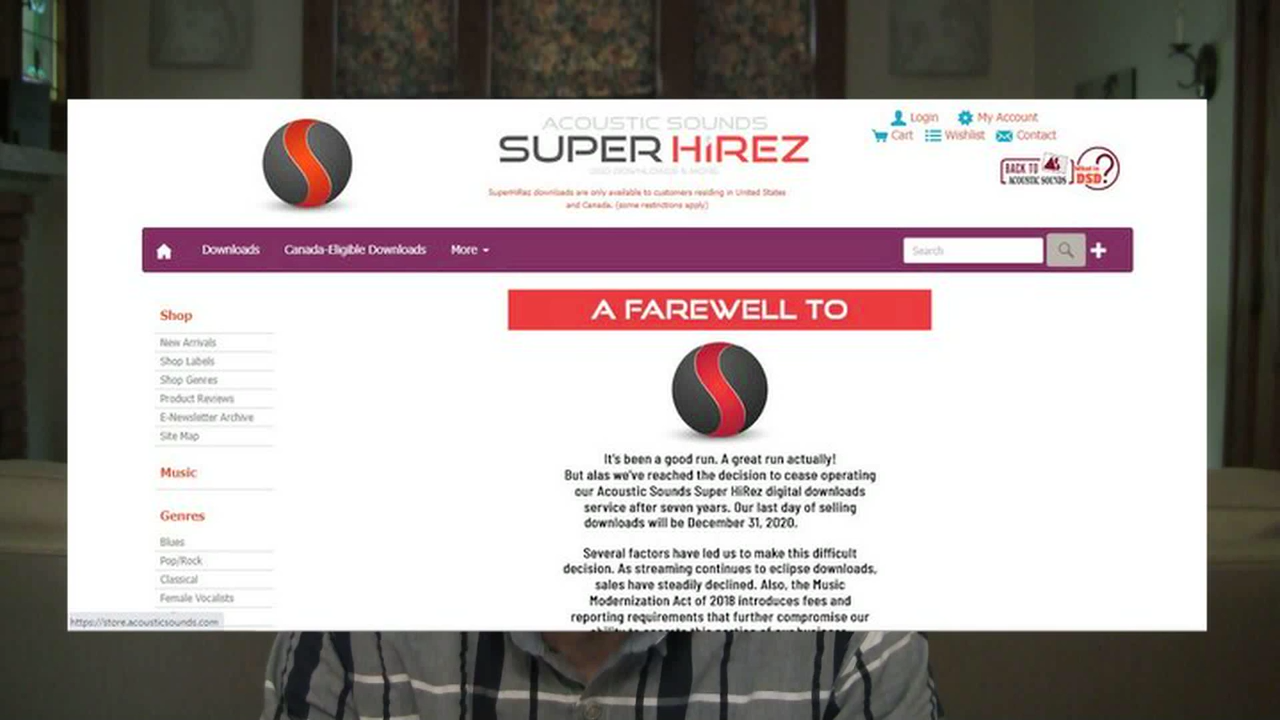 ACOUSTIC SOUNDS
SUPER HiREZ
DSD DOWNLOADS & MORE
SuperHiRez downloads are only available to customers residing in United States
and Canada. (some restrictions apply)
Login
My Account
Cart
Wishlist
Contact
BACK TO
ACOUSTIC SOUNDS
What is
DSD?
Downloads
Canada-Eligible Downloads
More
Search
A FAREWELL TO
Shop
New Arrivals
Shop Labels
Shop Genres
Product Reviews
E-Newsletter Archive
Site Map
Music
Genres
Blues
Pop/Rock
Classical
Female Vocalists
It's been a good run. A great run actually!
But alas we've reached the decision to cease operating
our Acoustic Sounds Super HiRez digital downloads
service after seven years. Our last day of selling
downloads will be December 31, 2020.
Several factors have led us to make this difficult
decision. As streaming continues to eclipse downloads,
sales have steadily declined. Also, the Music
Modernization Act of 2018 introduces fees and
reporting requirements that further compromise our
https://store.acousticsounds.com